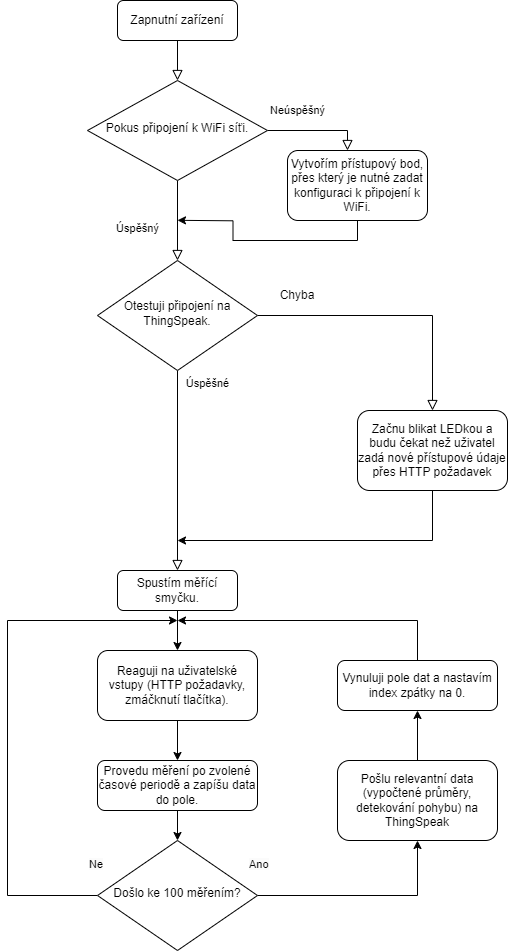 Zapnutní zařízení
Pokus připojení k WiFi síťi.
Neúspěšný
Vytvořím přístupový bod,
přes který je nutné zadat
konfiguraci k připojení k
WiFi.
Úspěšný
Otestuji připojení na
ThingSpeak.
Chyba
Úspěšné
Začnu blikat LEDkou a
budu čekat než uživatel
zadá nové přístupové údaje
přes HTTP požadavek
Spustím měřící
smyčku.
Reaguji na uživatelské
vstupy (HTTP požadavky,
zmáčknutí tlačítka).
Vynuluji pole dat a nastavím
index zpátky na 0.
Provedu měření po zvolené
časové periodě a zapíšu data
do pole.
Pošlu relevantní data
(vypočtené průměry,
detekování pohybu) na
ThingSpeak
Ne
Ano
Došlo ke 100 měřením?